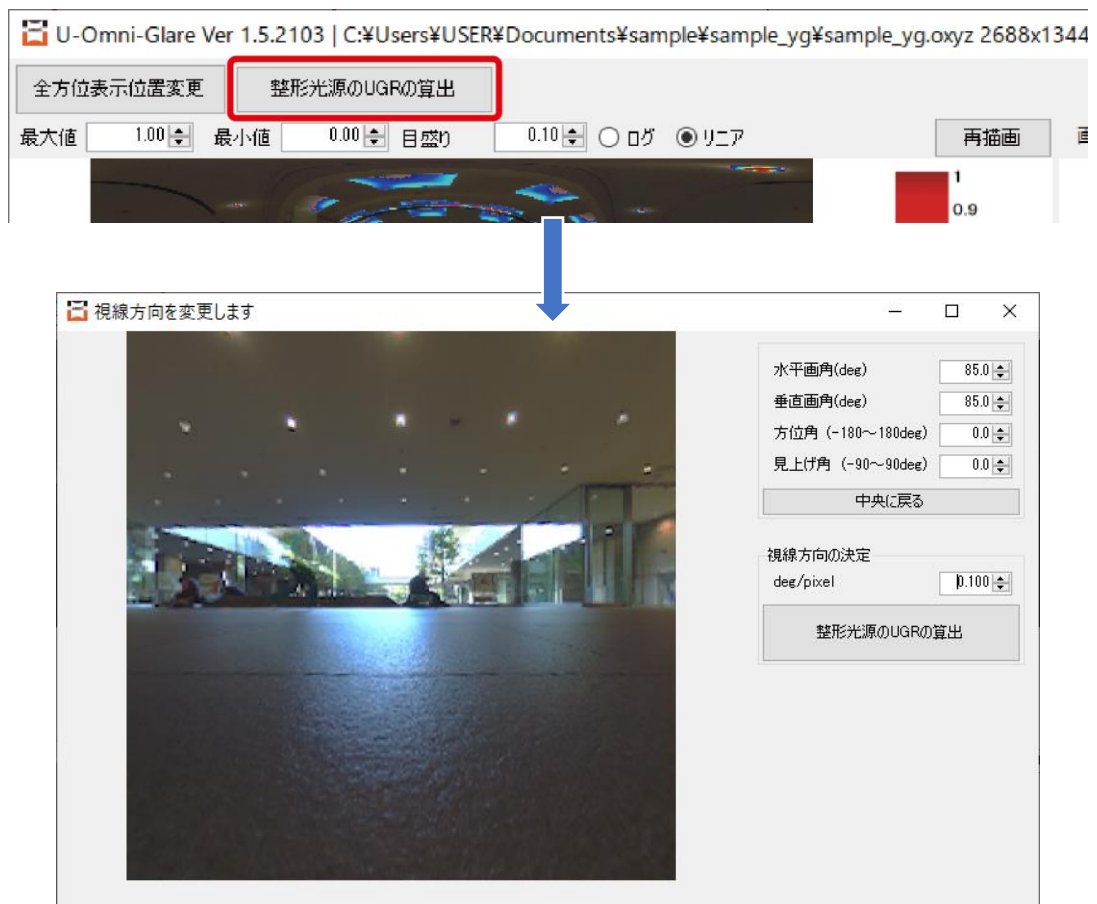 U-Omni-Glare Ver 1.5.2103 | C:¥Users¥USER¥Documents¥sample¥sample_yg¥sample_yg.oxyz 2688x1344
全方位表示位置変更 整形光源のUGRの算出
最大値 1.00 最小値 0.00 目盛り 0.10 ログ リニア 再描画
1
0.9
視線方向を変更します
水平画角(deg) 85.0
垂直画角(deg) 85.0
方位角 (-180~180deg) 0.0
見上げ角 (-90~90deg) 0.0
中央に戻る
視線方向の決定
deg/pixel 0.100
整形光源のUGRの算出